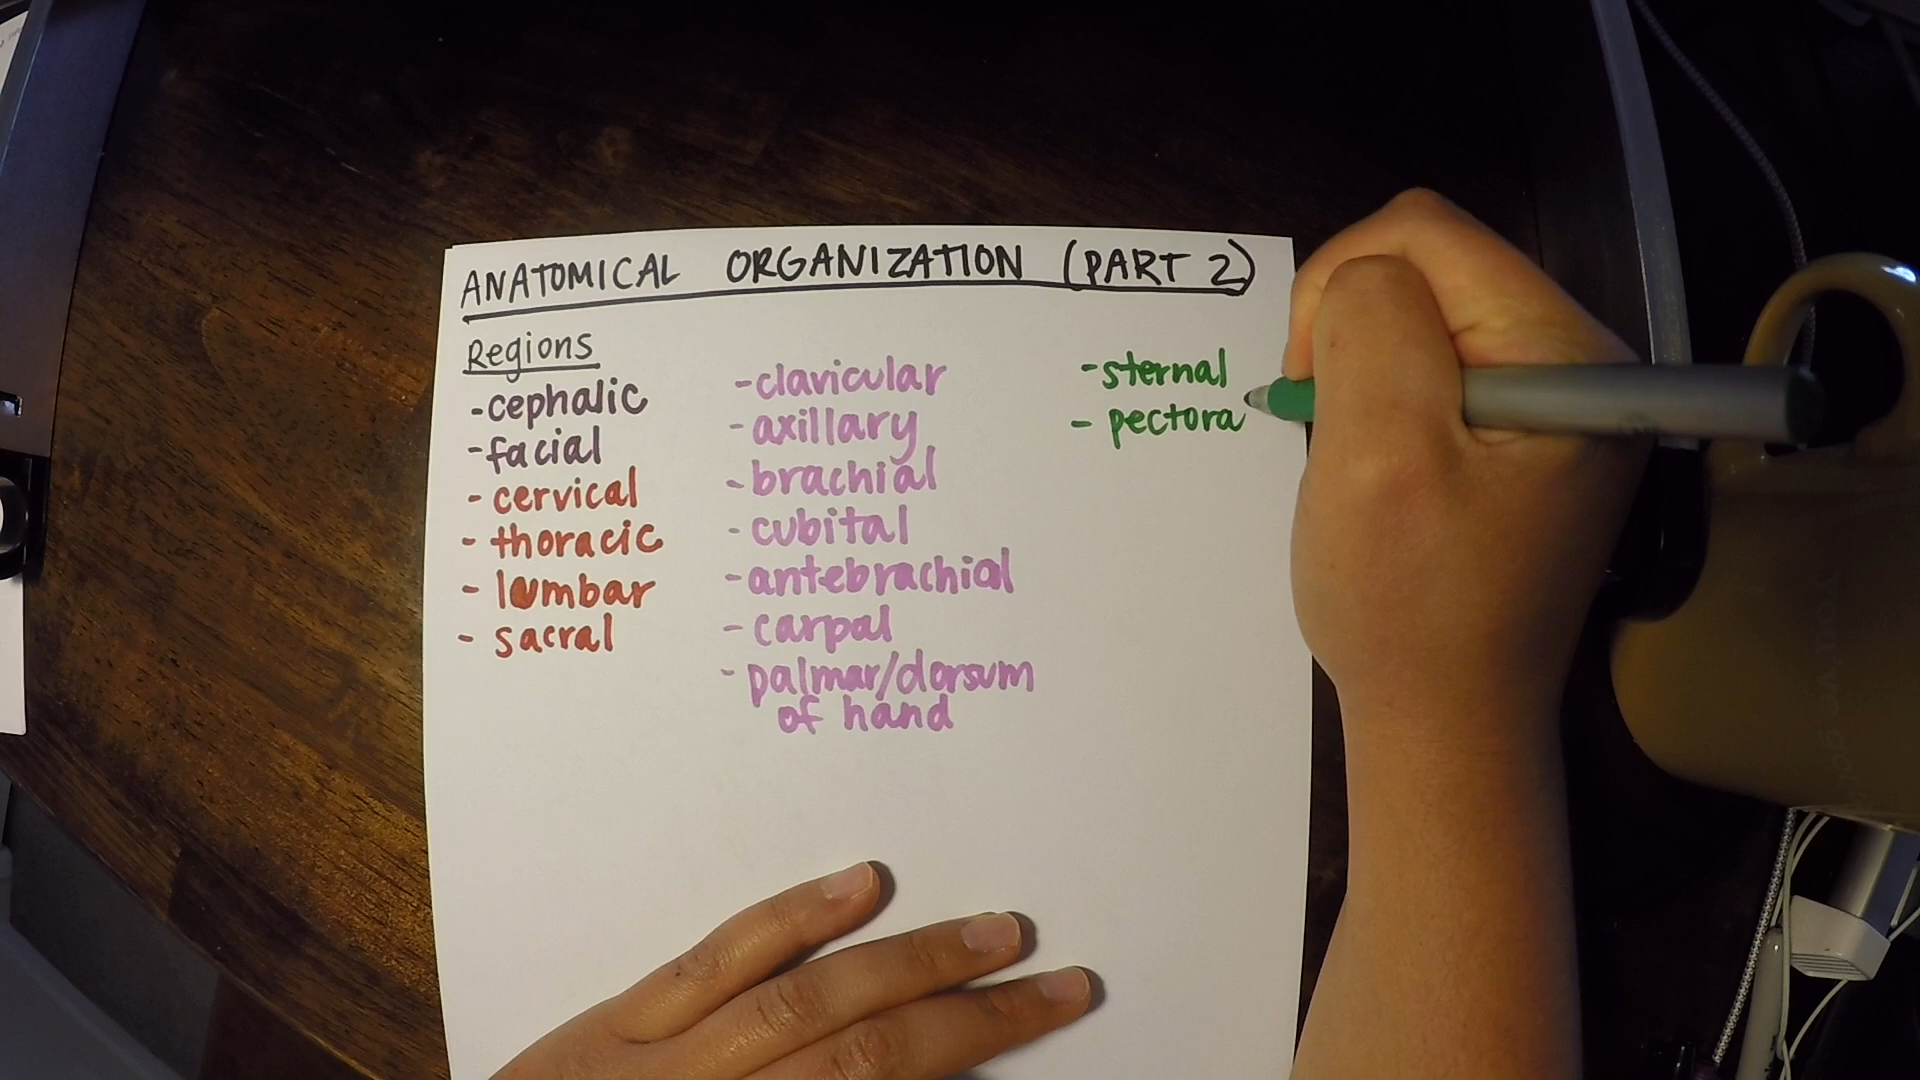 ANATOMICAL ORGANIZATION (PART 2)
Regions
-cephalic
-facial
- cervical
- thoracic
- lumbar
- sacral
-clavicular
-axillary
-brachial
-cubital
-antebrachial
-carpal
-palmar/dorsum
of hand
-sternal
- pectora